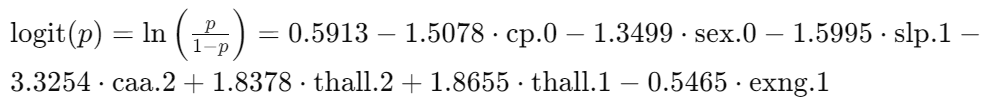 logit(p) = ln(p/(1−p)) = 0.5913 − 1.5078 · cp.0 − 1.3499 · sex.0 − 1.5995 · slp.1 −
3.3254 · caa.2 + 1.8378 · thall.2 + 1.8655 · thall.1 − 0.5465 · exng.1